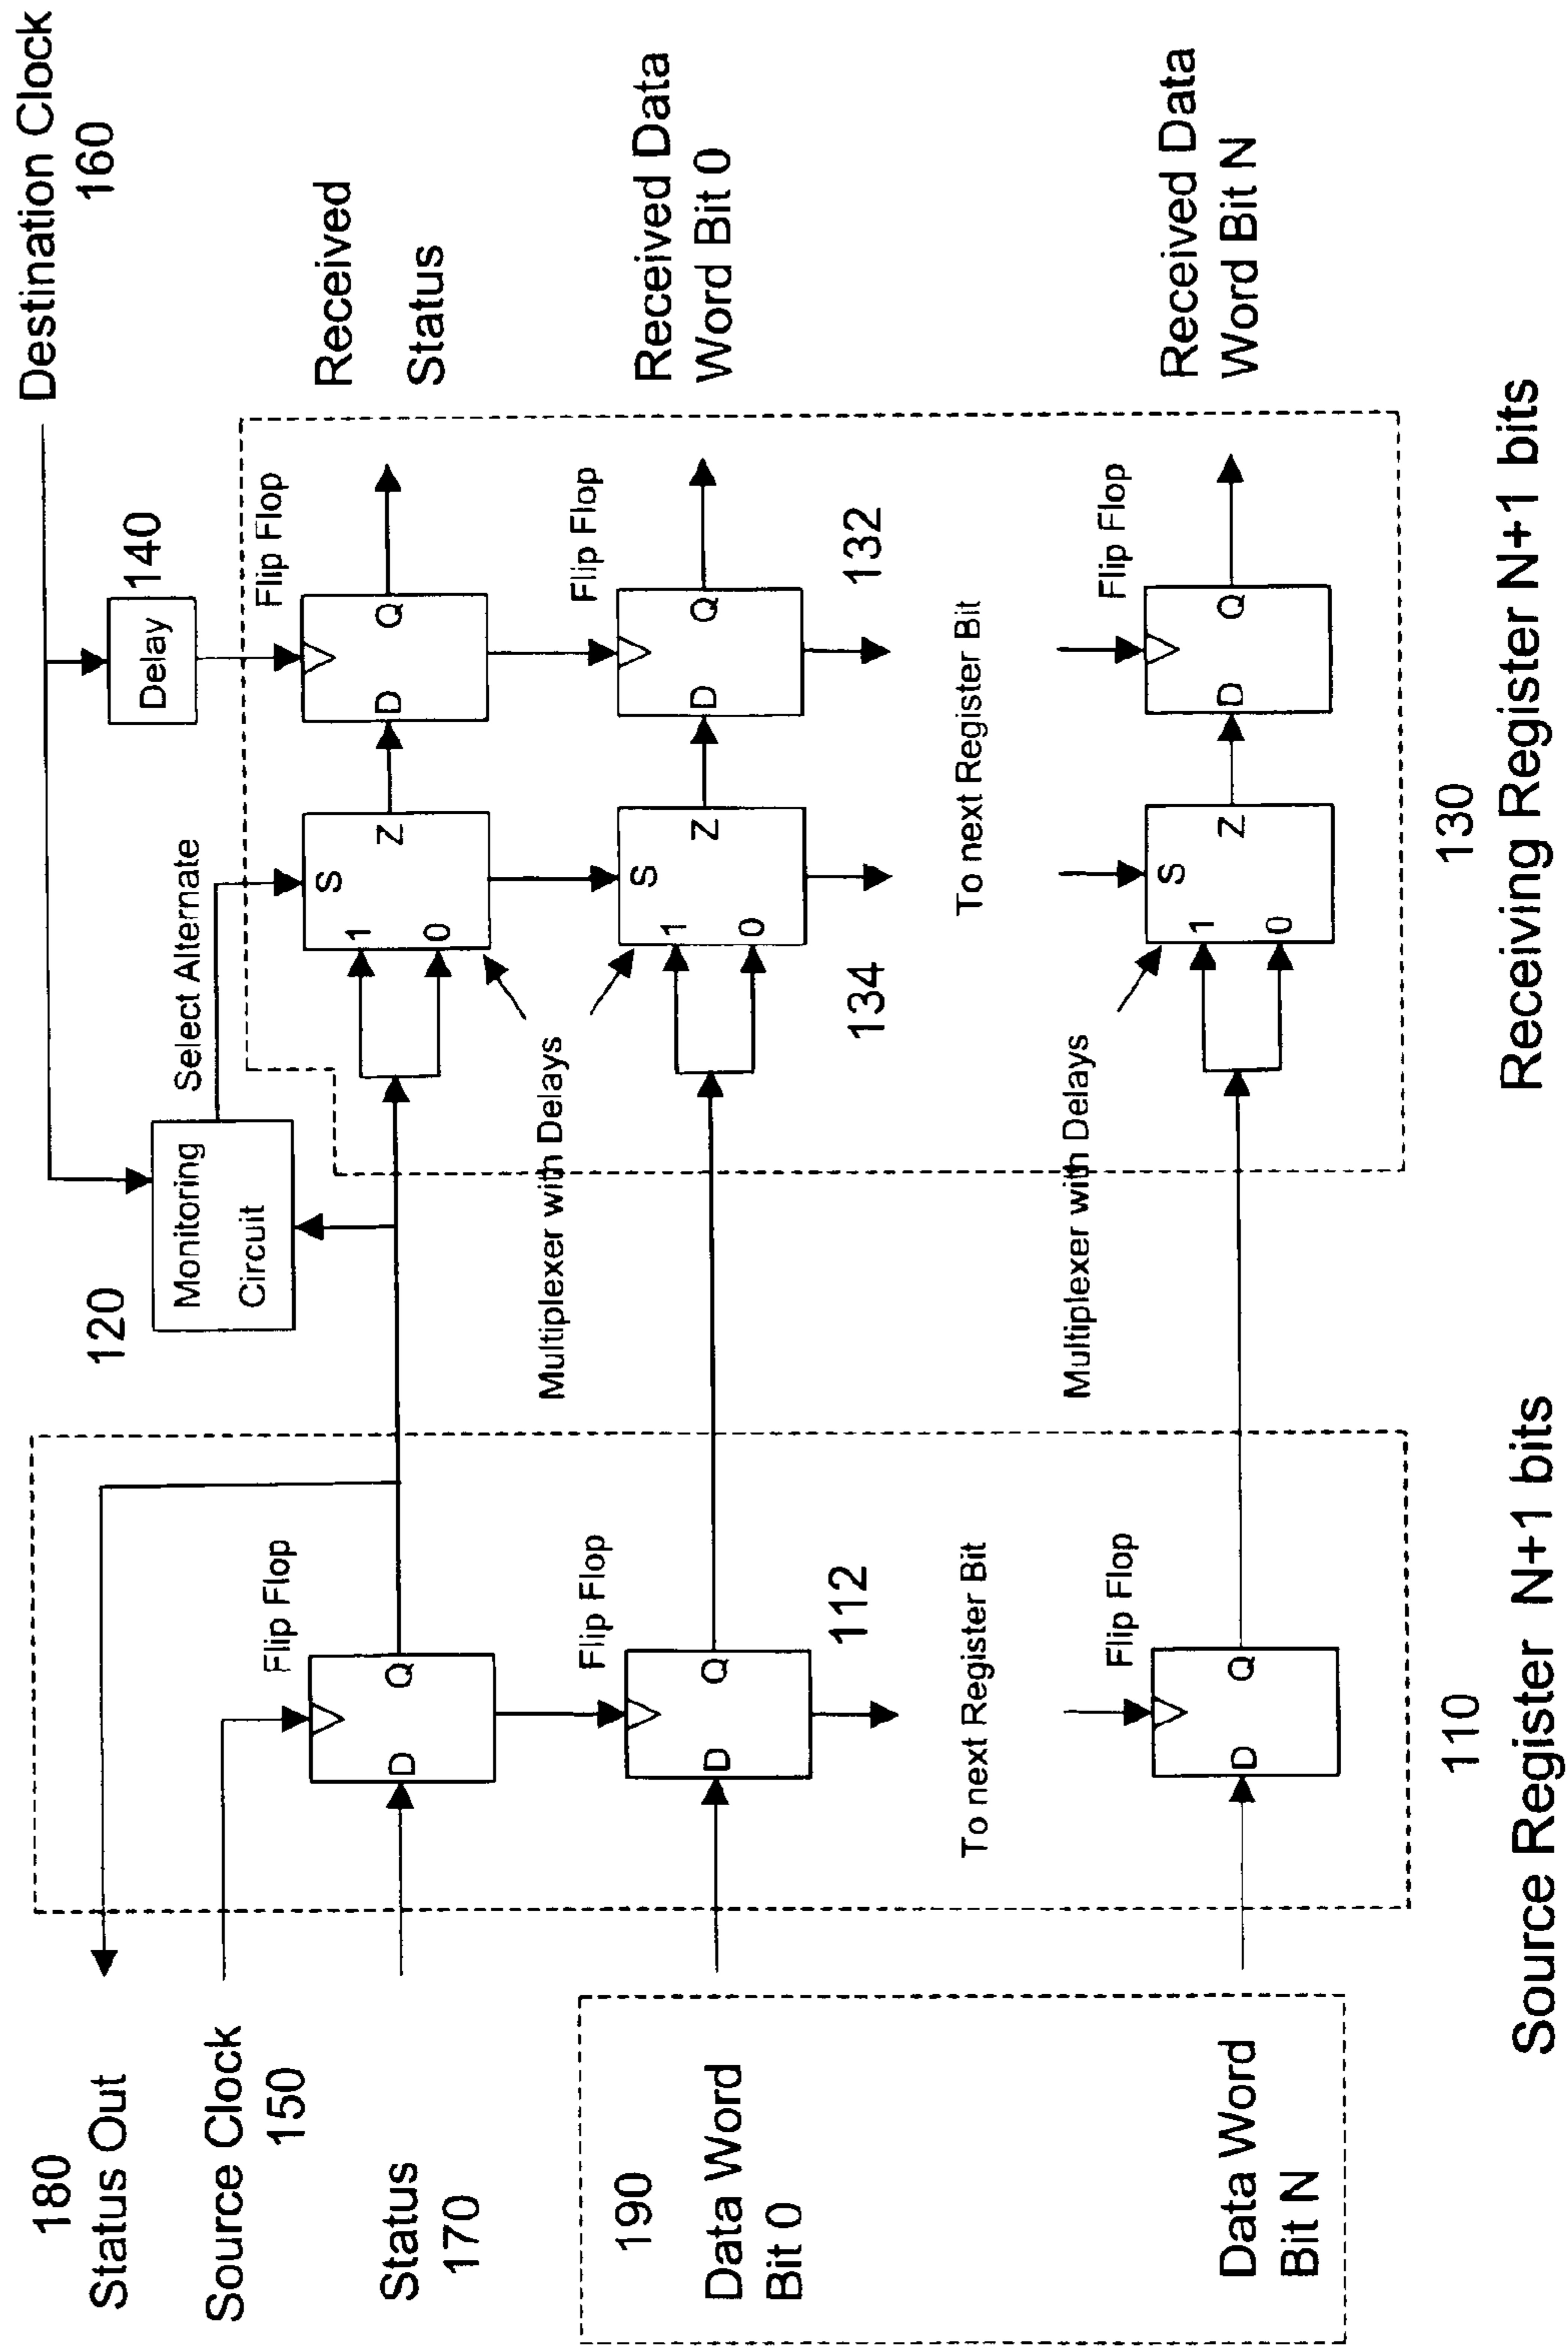 Destination Clock
160
180
Status Out
120
Monitoring
Circuit
Select Alternate
Delay
140
Source Clock
150
Flip Flop
D
Q
1
0
S
Z
Flip Flop
D
Q
Received
Status
Status
170
Multiplexer with Delays
190
Data Word
Bit 0
Flip Flop
D
Q
112
1
0
S
Z
134
Flip Flop
D
Q
132
Received Data
Word Bit 0
To next Register Bit
To next Register Bit
Multiplexer with Delays
Data Word
Bit N
Flip Flop
D
Q
1
0
S
Z
Flip Flop
D
Q
Received Data
Word Bit N
110
Source Register N+1 bits
130
Receiving Register N+1 bits